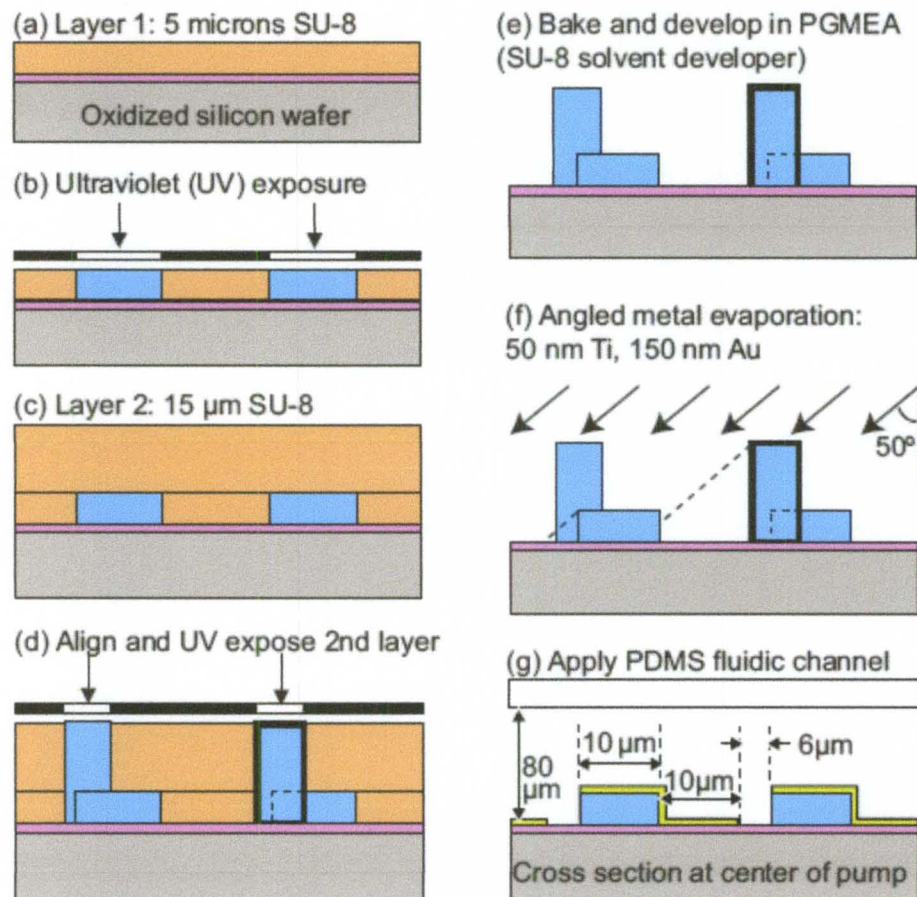 (a) Layer 1: 5 microns SU-8
Oxidized silicon wafer
(b) Ultraviolet (UV) exposure
(c) Layer 2: 15 µm SU-8
(d) Align and UV expose 2nd layer
(e) Bake and develop in PGMEA
(SU-8 solvent developer)
(f) Angled metal evaporation:
50 nm Ti, 150 nm Au
50º
(g) Apply PDMS fluidic channel
10 µm
6µm
80
µm
10µm
Cross section at center of pump